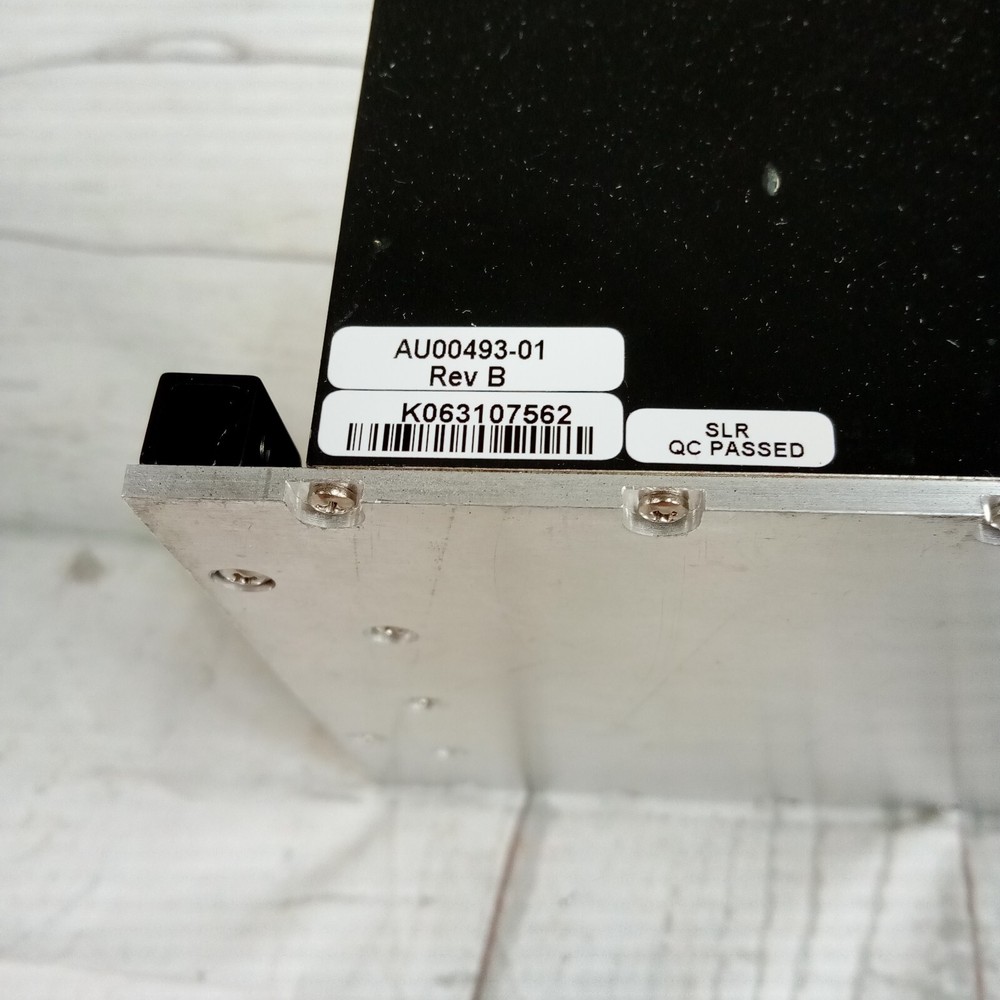 AU00493-01
Rev B
K063107562
SLR
QC PASSED